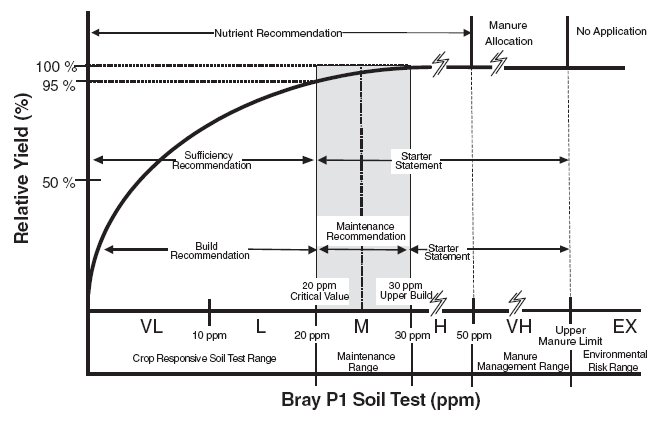 Nutrient Recommendation
Manure
Allocation
No Application
100 %
95 %
50 %
Relative Yield (%)
Sufficiency
Recommendation
Starter
Statement
Build
Recommendation
Maintenance
Recommendation
Starter
Statement
20 ppm
Critical Value
30 ppm
Upper Build
VL
L
M
H
VH
EX
10 ppm
20 ppm
30 ppm
50 ppm
Upper
Manure Limit
Crop Responsive Soil Test Range
Maintenance
Range
Manure
Management Range
Environmental
Risk Range
Bray P1 Soil Test (ppm)